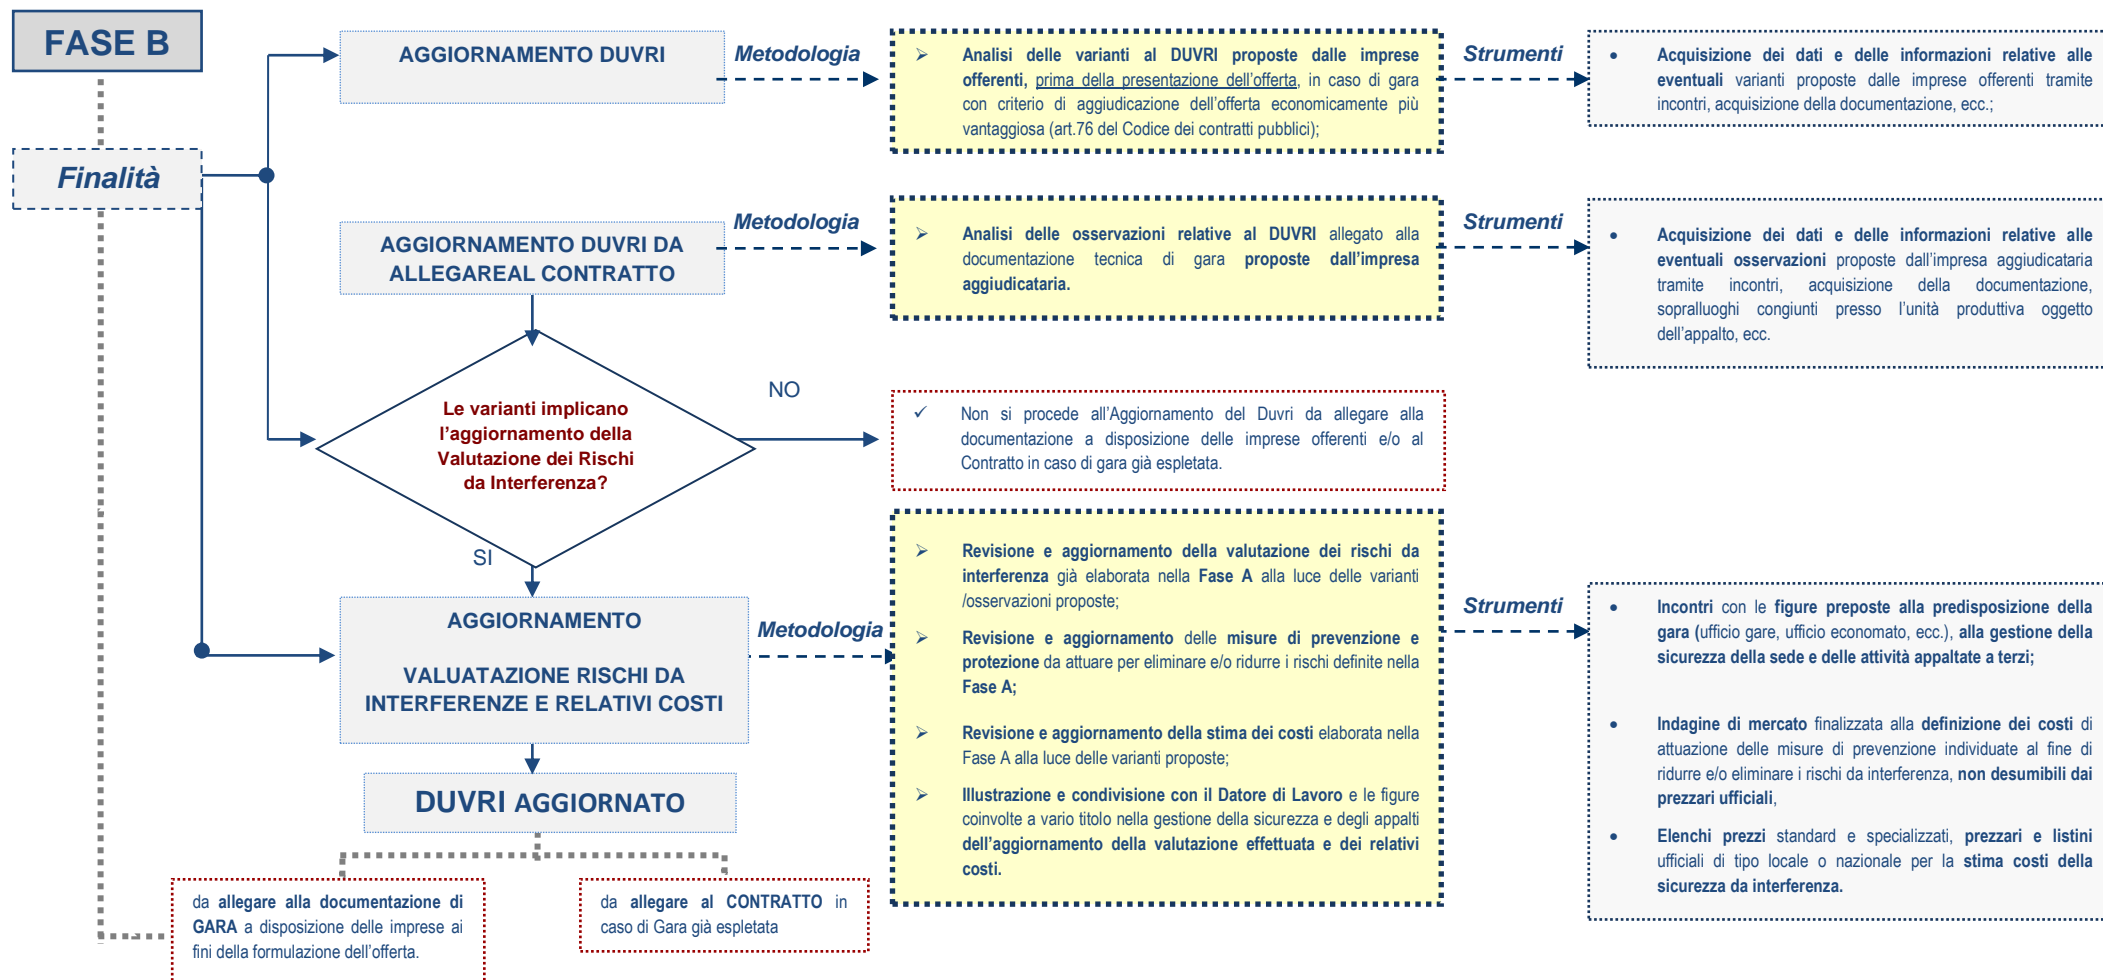 FASE B
Finalità
AGGIORNAMENTO DUVRI
Metodologia
➢ Analisi delle varianti al DUVRI proposte dalle imprese
offerenti, prima della presentazione dell’offerta, in caso di gara
con criterio di aggiudicazione dell’offerta economicamente più
vantaggiosa (art.76 del Codice dei contratti pubblici);
Strumenti
• Acquisizione dei dati e delle informazioni relative alle
eventuali varianti proposte dalle imprese offerenti tramite
incontri, acquisizione della documentazione, ecc.;
AGGIORNAMENTO DUVRI DA
ALLEGAREAL CONTRATTO
Metodologia
➢ Analisi delle osservazioni relative al DUVRI allegato alla
documentazione tecnica di gara proposte dall’impresa
aggiudicataria.
Strumenti
• Acquisizione dei dati e delle informazioni relative alle
eventuali osservazioni proposte dall’impresa aggiudicataria
tramite incontri, acquisizione della documentazione,
sopralluoghi congiunti presso l’unità produttiva oggetto
dell’appalto, ecc.
Le varianti implicano
l’aggiornamento della
Valutazione dei Rischi
da Interferenza?
NO
✓ Non si procede all’Aggiornamento del Duvri da allegare alla
documentazione a disposizione delle imprese offerenti e/o al
Contratto in caso di gara già espletata.
SI
AGGIORNAMENTO
VALUATAZIONE RISCHI DA
INTERFERENZE E RELATIVI COSTI
Metodologia
➢ Revisione e aggiornamento della valutazione dei rischi da
interferenza già elaborata nella Fase A alla luce delle varianti
/osservazioni proposte;
➢ Revisione e aggiornamento delle misure di prevenzione e
protezione da attuare per eliminare e/o ridurre i rischi definite nella
Fase A;
➢ Revisione e aggiornamento della stima dei costi elaborata nella
Fase A alla luce delle varianti proposte;
➢ Illustrazione e condivisione con il Datore di Lavoro e le figure
coinvolte a vario titolo nella gestione della sicurezza e degli appalti
dell’aggiornamento della valutazione effettuata e dei relativi
costi.
Strumenti
• Incontri con le figure preposte alla predisposizione della
gara (ufficio gare, ufficio economato, ecc.), alla gestione della
sicurezza della sede e delle attività appaltate a terzi;
• Indagine di mercato finalizzata alla definizione dei costi di
attuazione delle misure di prevenzione individuate al fine di
ridurre e/o eliminare i rischi da interferenza, non desumibili dai
prezzari ufficiali,
• Elenchi prezzi standard e specializzati, prezzari e listini
ufficiali di tipo locale o nazionale per la stima costi della
sicurezza da interferenza.
DUVRI AGGIORNATO
da allegare alla documentazione di
GARA a disposizione delle imprese ai
fini della formulazione dell’offerta.
da allegare al CONTRATTO in
caso di Gara già espletata